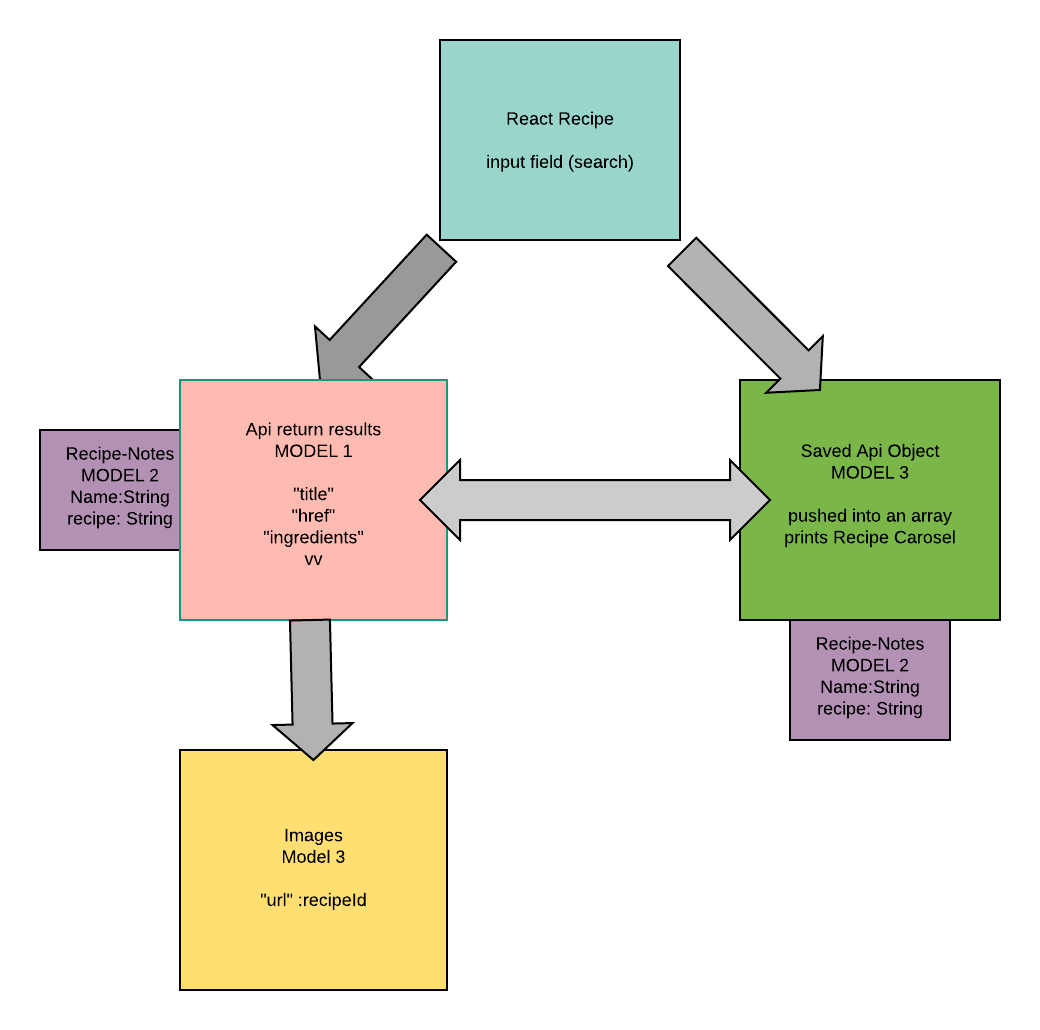 React Recipe
input field (search)
Api return results
MODEL 1
"title"
"href"
"ingredients"
vv
Recipe-Notes
MODEL 2
Name:String
recipe: String
Saved Api Object
MODEL 3
pushed into an array
prints Recipe Carosel
Recipe-Notes
MODEL 2
Name:String
recipe: String
Images
Model 3
"url" :recipeId